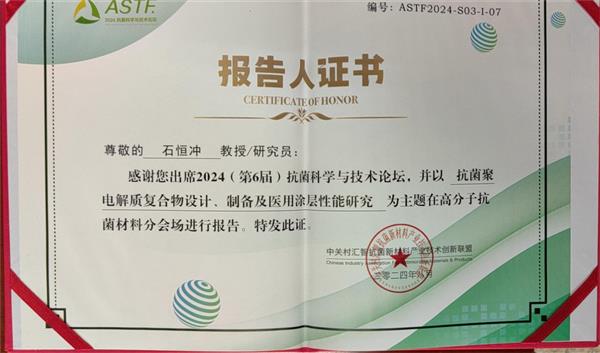 ASTF
2024 抗菌科学与技术论坛
编号：ASTF2024-S03-I-07
报告人证书
CERTIFICATE OF HONOR
尊敬的 石恒冲 教授/研究员：
感谢您出席2024（第6届）抗菌科学与技术论坛，并以 抗菌聚
电解质复合物设计、制备及医用涂层性能研究 为主题在高分子抗
菌材料分会场进行报告。特发此证。
中关村汇智抗菌新材料产业技术创新联盟
Chinese Industry Materials & Products
二零二四年 月